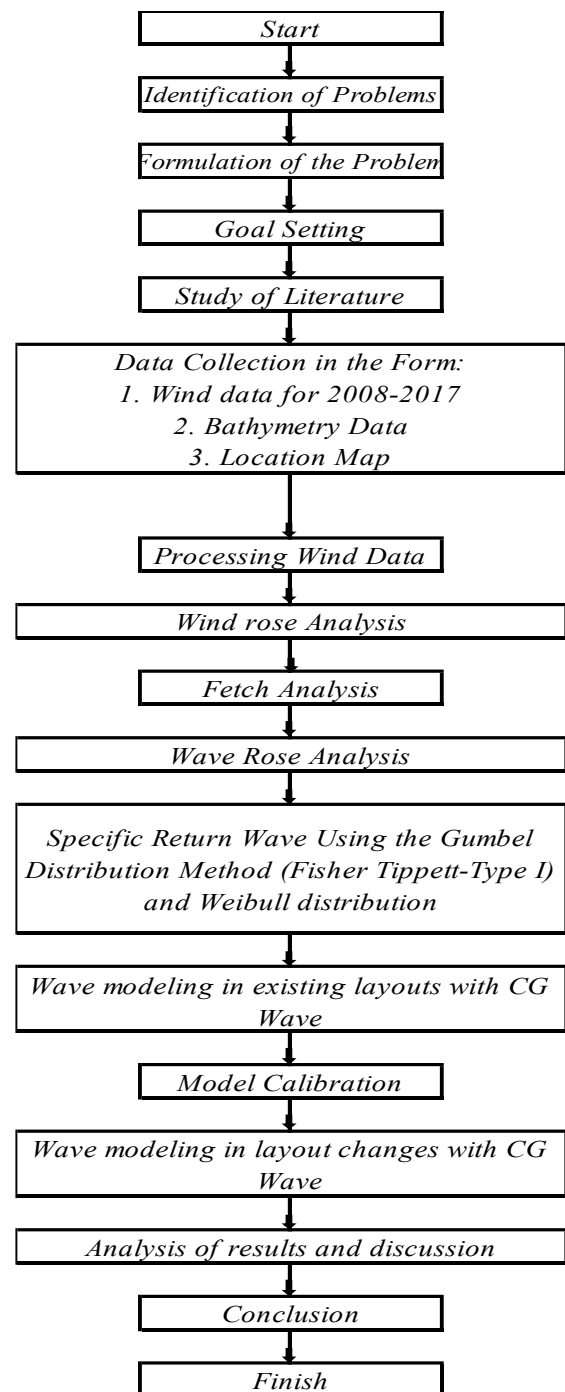 Start
Identification of Problems
Formulation of the Problem
Goal Setting
Study of Literature
Data Collection in the Form:
1. Wind data for 2008-2017
2. Bathymetry Data
3. Location Map
Processing Wind Data
Wind rose Analysis
Fetch Analysis
Wave Rose Analysis
Specific Return Wave Using the Gumbel
Distribution Method (Fisher Tippett-Type I)
and Weibull distribution
Wave modeling in existing layouts with CG
Wave
Model Calibration
Wave modeling in layout changes with CG
Wave
Analysis of results and discussion
Conclusion
Finish